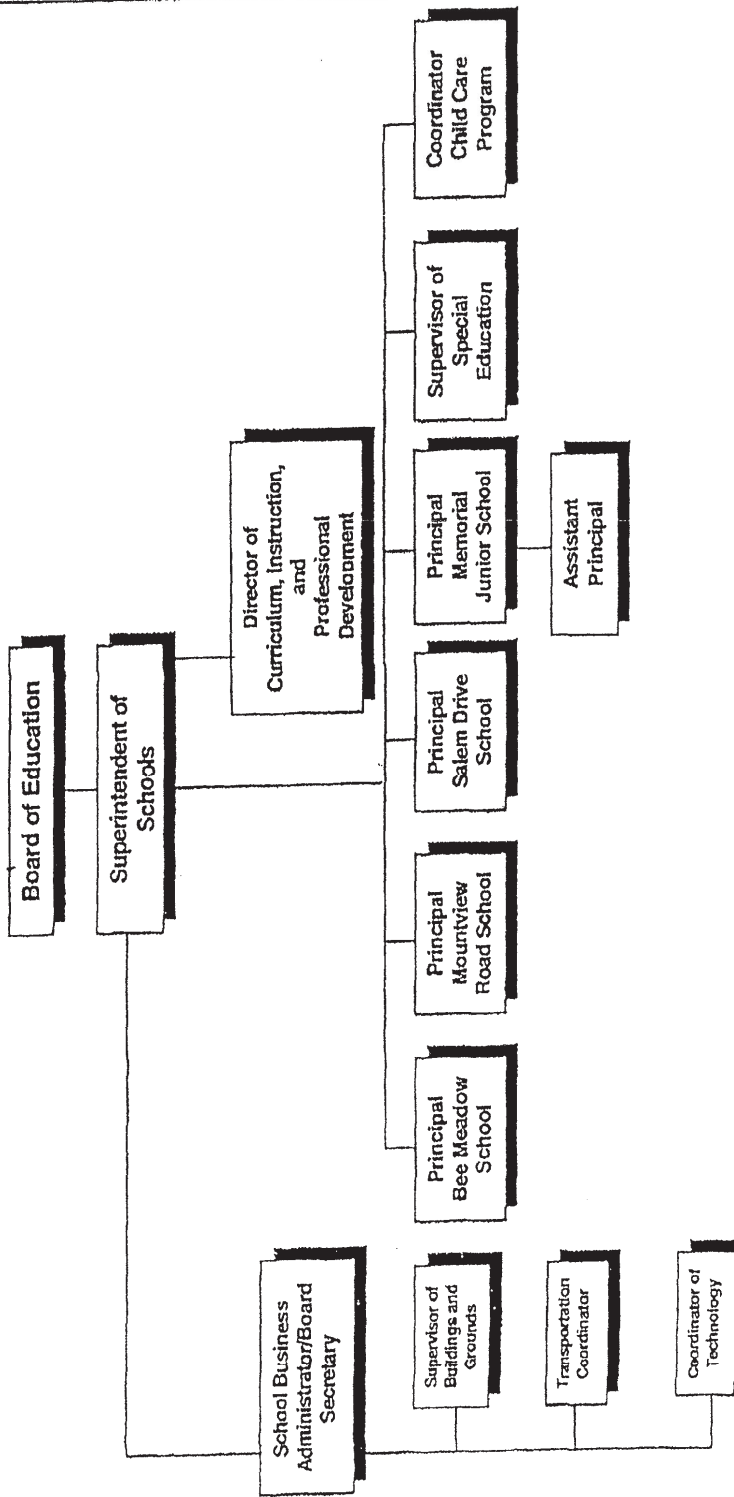 Board of Education
Superintendent of
Schools
Director of
Curriculum, Instruction,
and
Professional
Development
School Business
Administrator/Board
Secretary
Supervisor of
Buildings and
Grounds
Transportation
Coordinator
Coordinator of
Technology
Principal
Bee Meadow
School
Principal
Mountview
Road School
Principal
Salem Drive
School
Principal
Memorial
Junior School
Assistant
Principal
Supervisor of
Special
Education
Coordinator
Child Care
Program